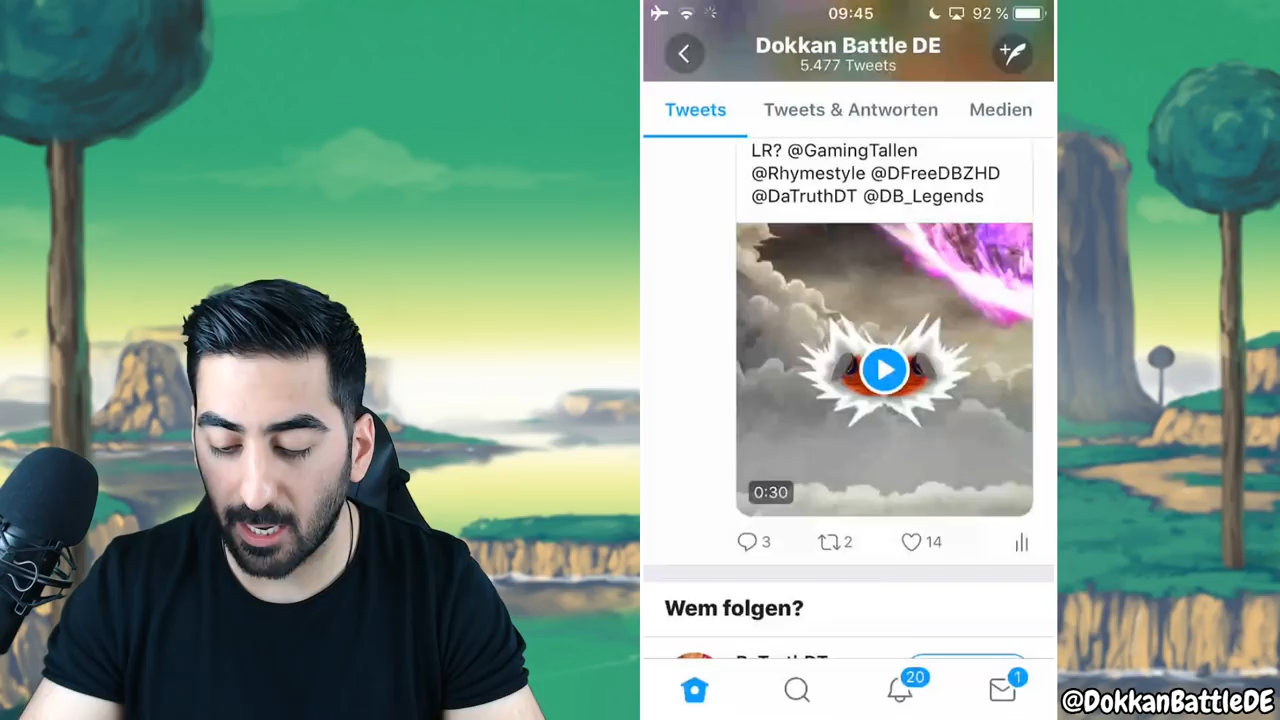 09:45
92 %
Dokkan Battle DE
5.477 Tweets
Tweets
Tweets & Antworten
Medien
LR? @GamingTallen
@Rhymestyle @DFreeDBZHD
@DaTruthDT @DB_Legends
0:30
3
2
14
Wem folgen?
DaTruthDT
20
1
@DokkanBattleDE